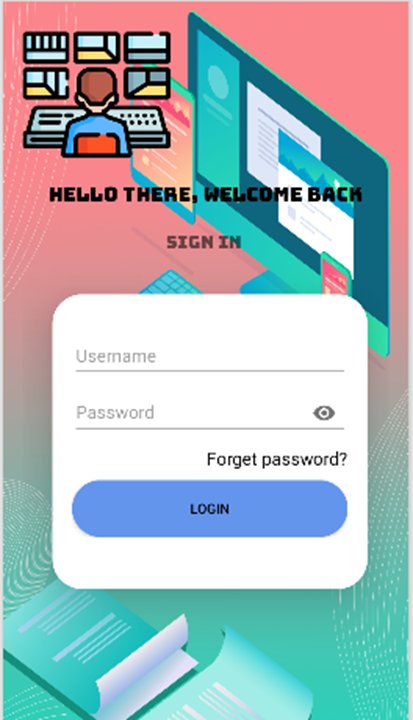 HELLO THERE, WELCOME BACK
SIGN IN
Username
Password
Forget password?
LOGIN